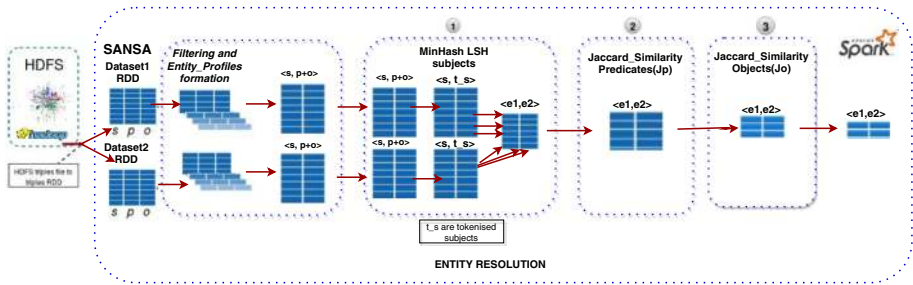 HDFS
HDFS triples file to
triples RDD
SANSA
Dataset1
RDD
s p o
Dataset2
RDD
s p o
Filtering and
Entity_Profiles
formation
<s, p+o>
<s, p+o>
1
MinHash LSH
subjects
<s, p+o>
<s, t_s>
<e1,e2>
<s, p+o>
<s, t_s>
t_s are tokenised
subjects
2
Jaccard_Similarity
Predicates(Jp)
<e1,e2>
3
Jaccard_Similarity
Objects(Jo)
<e1,e2>
APACHE
Spark
<e1,e2>
ENTITY RESOLUTION